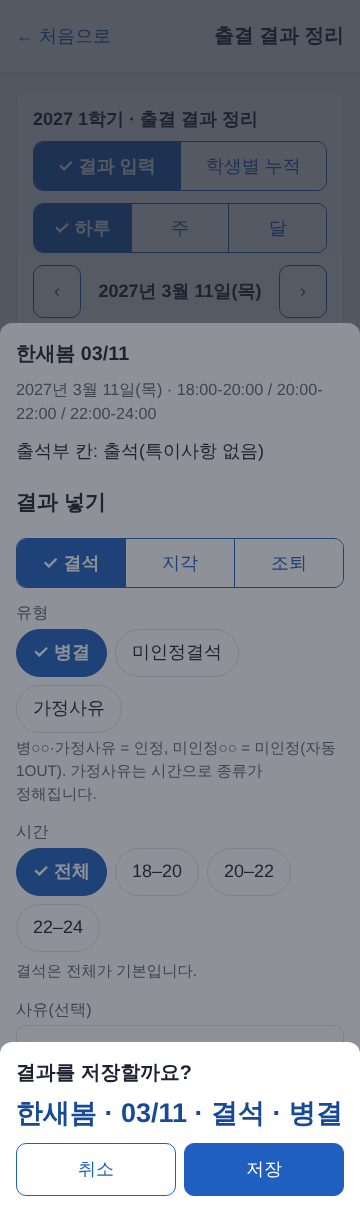 ← 처음으로
출결 결과 정리
2027 1학기 · 출결 결과 정리
✓ 결과 입력
학생별 누적
✓ 하루
주
달
‹
2027년 3월 11일(목)
›
한새봄 03/11
2027년 3월 11일(목) · 18:00-20:00 / 20:00-
22:00 / 22:00-24:00
출석부 칸: 출석(특이사항 없음)
결과 넣기
✓ 결석
지각
조퇴
유형
✓ 병결
미인정결석
가정사유
병○○·가정사유 = 인정, 미인정○○ = 미인정(자동
1OUT). 가정사유는 시간으로 종류가
정해집니다.
시간
✓ 전체
18–20
20–22
22–24
결석은 전체가 기본입니다.
사유(선택)
결과를 저장할까요?
한새봄 · 03/11 · 결석 · 병결
취소
저장